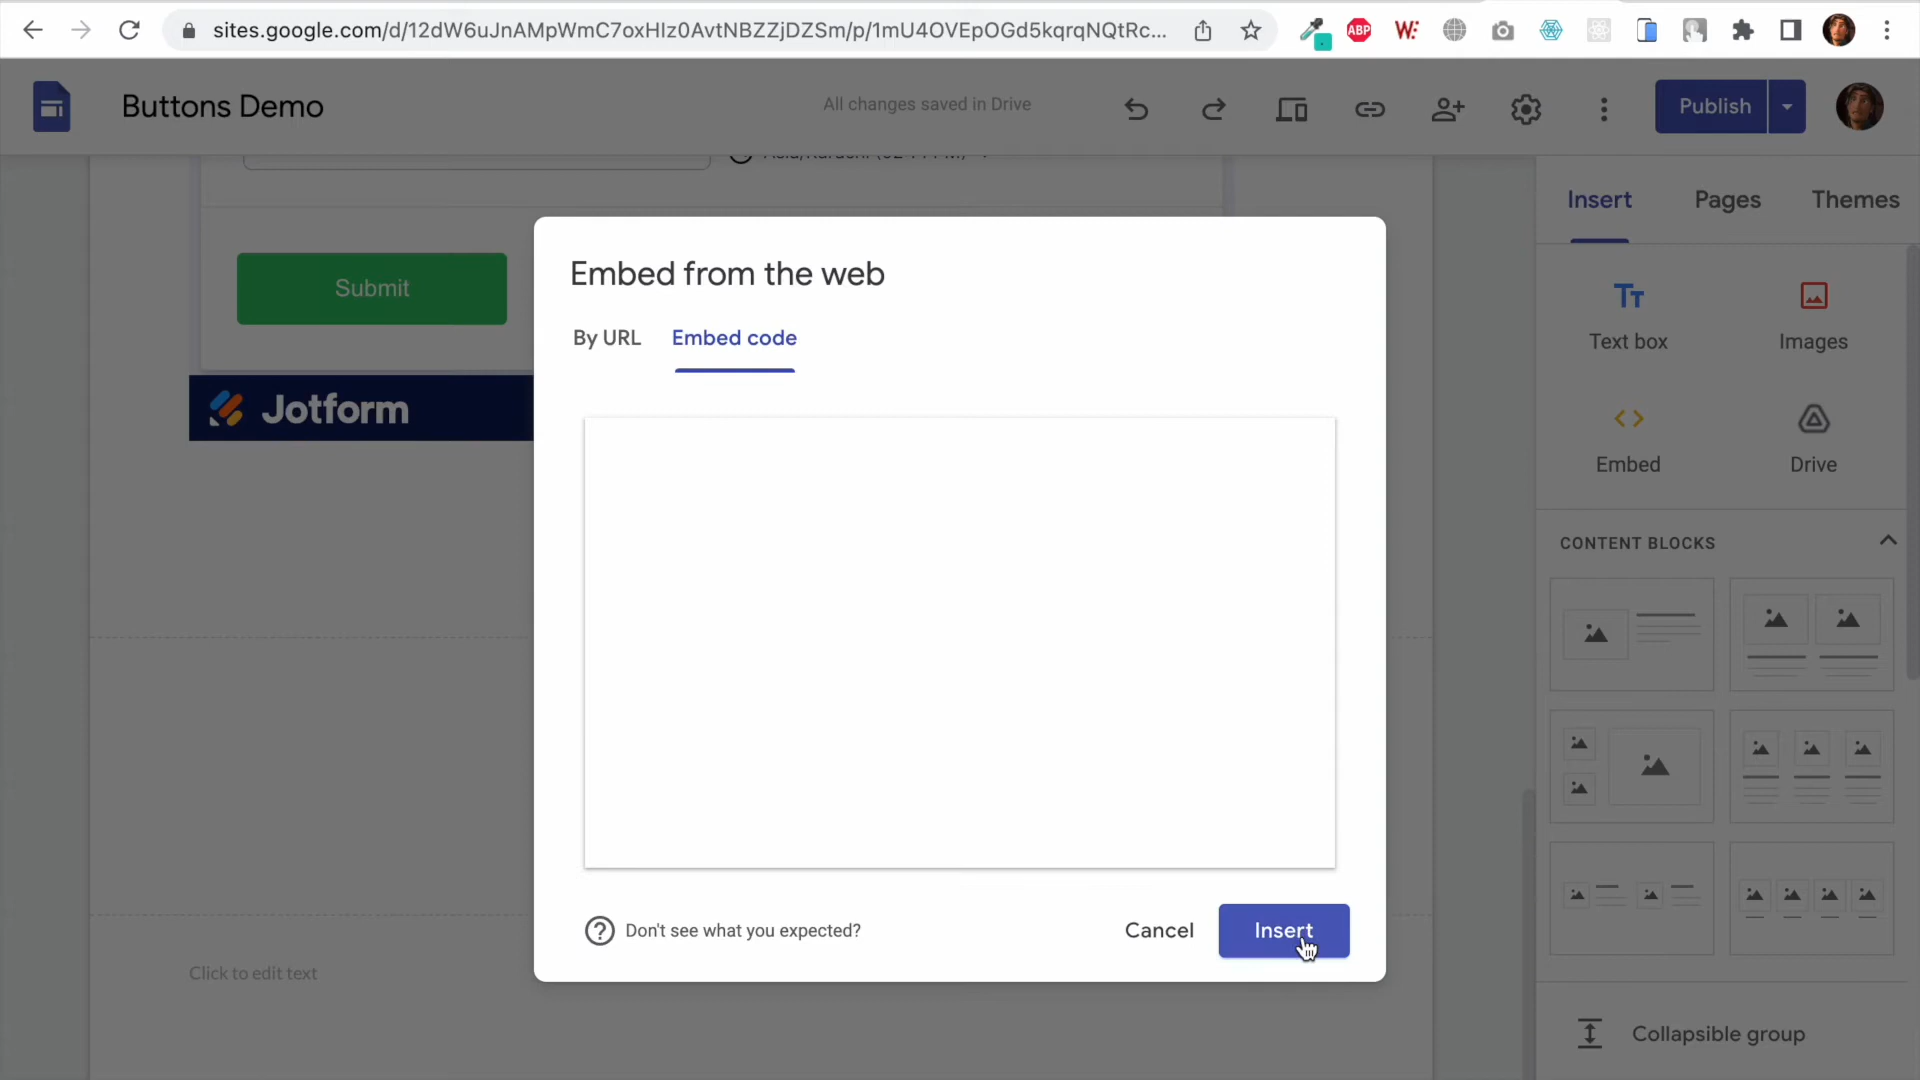 sites.google.com/d/12dW6uJnAMpWmC7oxHIz0AvtNBZZjDZSm/p/1mU4OVEpOGd5kqrqNQtRc...
ABP
W!
Buttons Demo
All changes saved in Drive
Publish
Insert
Pages
Themes
Submit
Embed from the web
By URL
Embed code
Tт
Text box
Images
Jotform
Embed
Drive
CONTENT BLOCKS
Don't see what you expected?
Cancel
Insert
Click to edit text
Collapsible group